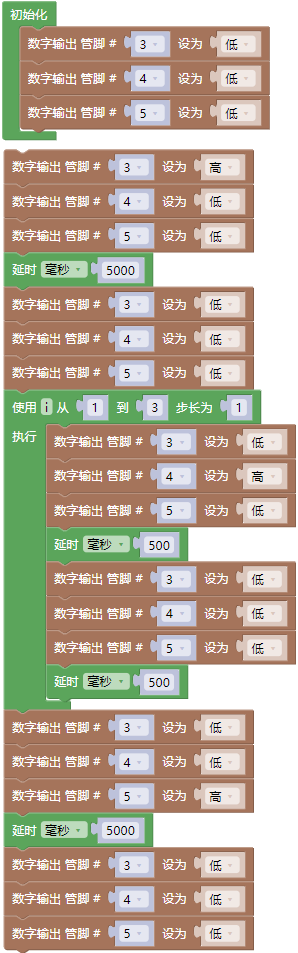 初始化
数字输出 管脚 # 3 设为 低
数字输出 管脚 # 4 设为 低
数字输出 管脚 # 5 设为 低
数字输出 管脚 # 3 设为 高
数字输出 管脚 # 4 设为 低
数字输出 管脚 # 5 设为 低
延时 毫秒 5000
数字输出 管脚 # 3 设为 低
数字输出 管脚 # 4 设为 低
数字输出 管脚 # 5 设为 低
使用 i 从 1 到 3 步长为 1
执行 数字输出 管脚 # 3 设为 低
数字输出 管脚 # 4 设为 高
数字输出 管脚 # 5 设为 低
延时 毫秒 500
数字输出 管脚 # 3 设为 低
数字输出 管脚 # 4 设为 低
数字输出 管脚 # 5 设为 低
延时 毫秒 500
数字输出 管脚 # 3 设为 低
数字输出 管脚 # 4 设为 低
数字输出 管脚 # 5 设为 高
延时 毫秒 5000
数字输出 管脚 # 3 设为 低
数字输出 管脚 # 4 设为 低
数字输出 管脚 # 5 设为 低